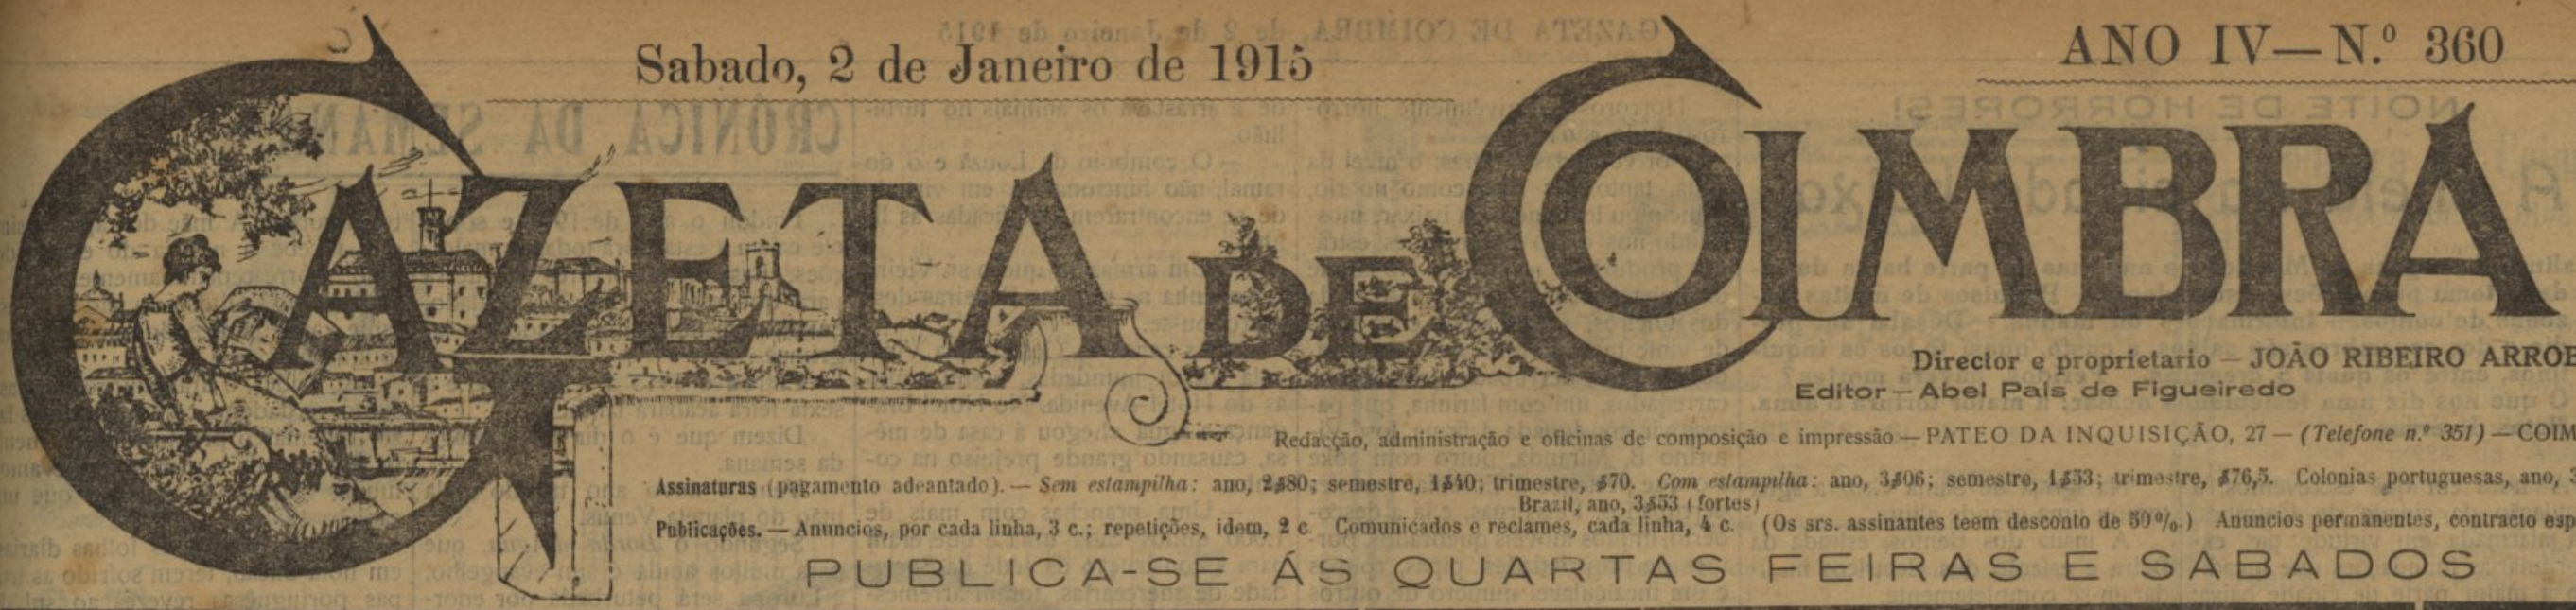 Sabado, 2 de Janeiro de 1915
ANO IV—N.º 360
GAZETA DE COIMBRA
Director e proprietario — JOÃO RIBEIRO
Editor — Abel Pais de Figueiredo
Redacção, administração e oficinas de composição e impressão — PATEO DA INQUISIÇÃO, 27 — (Telefone n.º 351) —
Assinaturas (pagamento adeantado). — Sem estampilha: ano, 2$80; semestre, 1$40; trimestre, $70. Com estampilha: ano, 3$06; semestre, 1$53; trimestre, $76,5. Colonias portuguesas, ano,
Brazil, ano, 3$53 (fortes)
Publicações. — Anuncios, por cada linha, 3 c.; repetições, idem, 2 c. Comunicados e reclames, cada linha, 4 c. (Os srs. assinantes teem desconto de 50%.) Anuncios permanentes, contracto
PUBLICA-SE ÁS QUARTAS FEIRAS E SABADOS